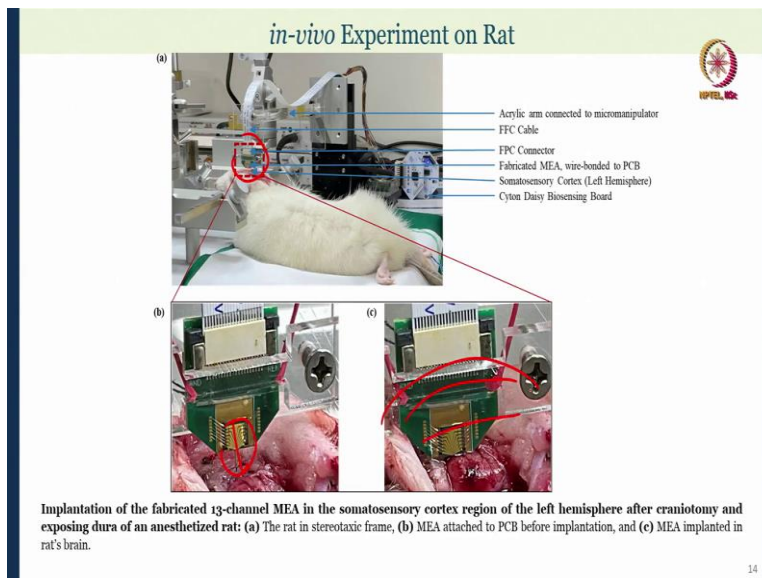 in-vivo Experiment on Rat
NPTEL, IISc
(a)
Acrylic arm connected to micromanipulator
FFC Cable
FPC Connector
Fabricated MEA, wire-bonded to PCB
Somatosensory Cortex (Left Hemisphere)
Cyton Daisy Biosensing Board
(b)
(c)
Implantation of the fabricated 13-channel MEA in the somatosensory cortex region of the left hemisphere after craniotomy and
exposing dura of an anesthetized rat: (a) The rat in stereotaxic frame, (b) MEA attached to PCB before implantation, and (c) MEA implanted in
rat's brain.
14